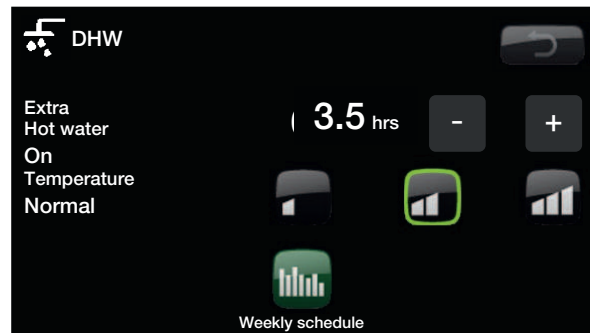 DHW
Extra
Hot water
3.5 hrs
-
+
On
Temperature
Normal
Weekly schedule